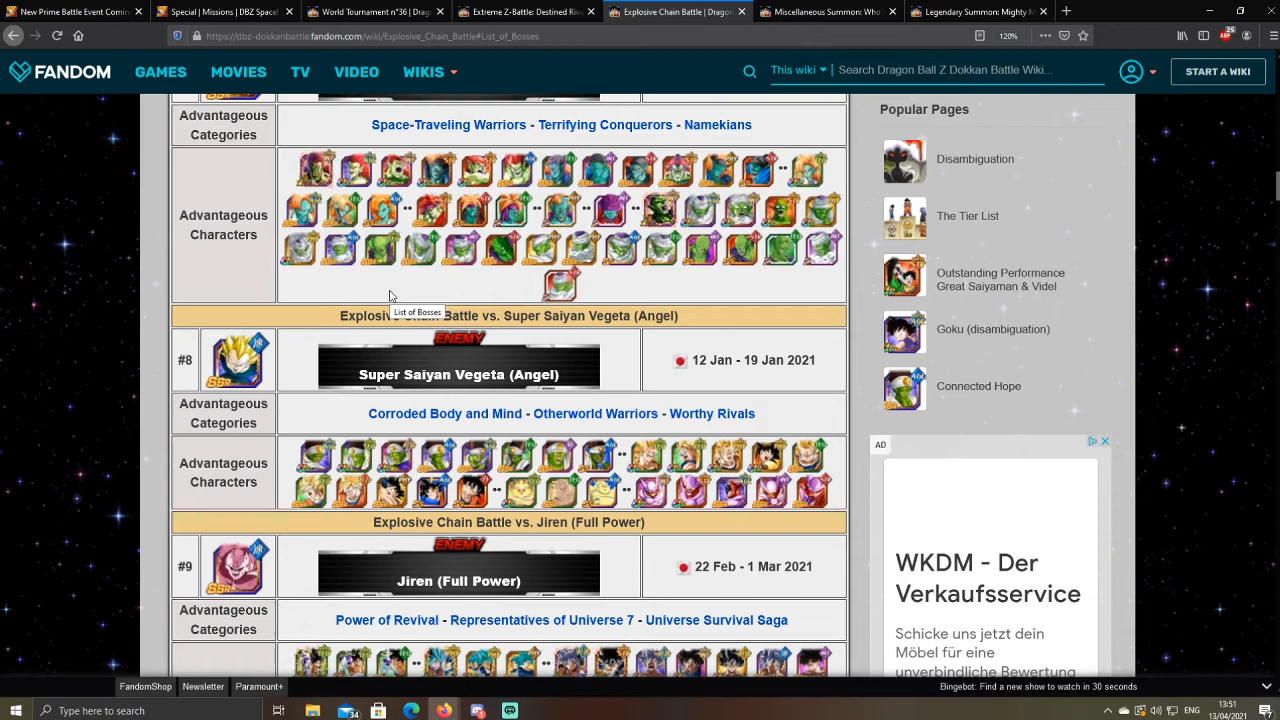 New Prime Battle Event Comin
Special | Missions | DBZ Space!
World Tournament n°36 | Drago
Extreme Z-Battle: Destined Riva
Explosive Chain Battle | Dragon
Miscellaneous Summon: Who'
Legendary Summon: Mighty M
https://dbz-dokkanbattle.fandom.com/wiki/Explosive_Chain_Battle#List_of_Bosses
120%
25
FANDOM
GAMES
MOVIES
TV
VIDEO
WIKIS
This wiki
Search Dragon Ball Z Dokkan Battle Wiki...
START A WIKI
Advantageous
Categories
Space-Traveling Warriors - Terrifying Conquerors - Namekians
Advantageous
Characters
List of Bosses
Explosive Chain Battle vs. Super Saiyan Vegeta (Angel)
#8
SSR
ENEMY
Super Saiyan Vegeta (Angel)
12 Jan - 19 Jan 2021
Advantageous
Categories
Corroded Body and Mind - Otherworld Warriors - Worthy Rivals
Advantageous
Characters
Explosive Chain Battle vs. Jiren (Full Power)
#9
SSR
ENEMY
Jiren (Full Power)
22 Feb - 1 Mar 2021
Advantageous
Categories
Power of Revival - Representatives of Universe 7 - Universe Survival Saga
Popular Pages
Disambiguation
The Tier List
Outstanding Performance
Great Saiyaman & Videl
Goku (disambiguation)
Connected Hope
AD
WKDM - Der
Verkaufsservice
Schicke uns jetzt dein
Möbel für eine
unverbindliche Bewertung
FandomShop
Newsletter
Paramount+
Bingebot: Find a new show to watch in 30 seconds
Type here to search
34
ENG
13:51
13/04/2021